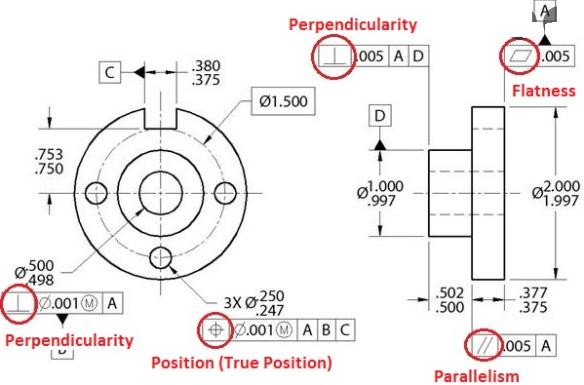 A
Perpendicularity
⊥ .005 A D
⏥ .005
Flatness
C
.380
.375
Ø1.500
D
.753
.750
Ø1.000
.997
Ø2.000
1.997
Ø.500
.498
⊥ Ø.001 Ⓜ A
3X Ø.250
.247
.502
.500
.377
.375
⌖ Ø.001 Ⓜ A B C
Perpendicularity
B
Position (True Position)
// .005 A
Parallelism